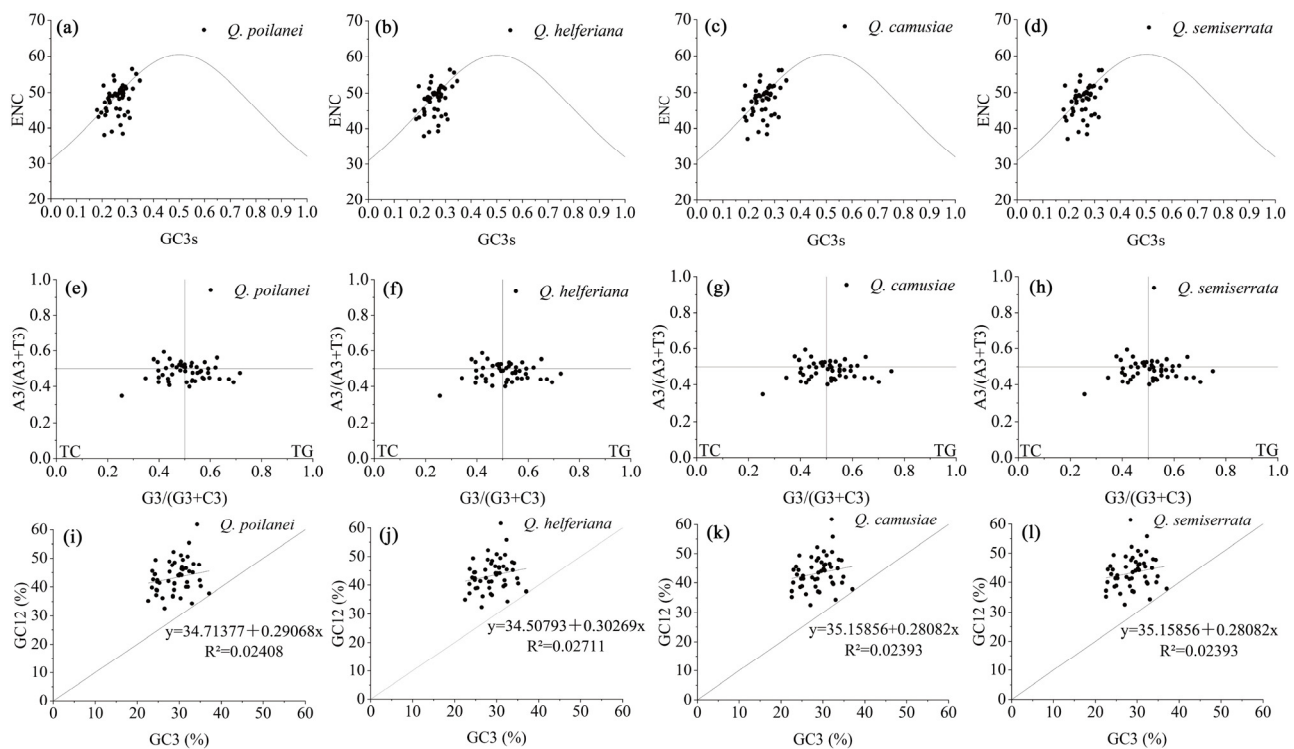 (a) Q. poilanei
70
60
50
40
30
20
ENC
0.0 0.1 0.2 0.3 0.4 0.5 0.6 0.7 0.8 0.9 1.0
GC3s
(b) Q. helferiana
70
60
50
40
30
20
ENC
0.0 0.1 0.2 0.3 0.4 0.5 0.6 0.7 0.8 0.9 1.0
GC3s
(c) Q. camusiae
70
60
50
40
30
20
ENC
0.0 0.1 0.2 0.3 0.4 0.5 0.6 0.7 0.8 0.9 1.0
GC3s
(d) Q. semiserrata
70
60
50
40
30
20
ENC
0.0 0.1 0.2 0.3 0.4 0.5 0.6 0.7 0.8 0.9 1.0
GC3s
(e) Q. poilanei
1.0
0.8
0.6
0.4
0.2
0.0
A3/(A3+T3)
TC TG
0.0 0.2 0.4 0.6 0.8 1.0
G3/(G3+C3)
(f) Q. helferiana
1.0
0.8
0.6
0.4
0.2
0.0
A3/(A3+T3)
TC TG
0.0 0.2 0.4 0.6 0.8 1.0
G3/(G3+C3)
(g) Q. camusiae
1.0
0.8
0.6
0.4
0.2
0.0
A3/(A3+T3)
TC TG
0.0 0.2 0.4 0.6 0.8 1.0
G3/(G3+C3)
(h) Q. semiserrata
1.0
0.8
0.6
0.4
0.2
0.0
A3/(A3+T3)
TC TG
0.0 0.2 0.4 0.6 0.8 1.0
G3/(G3+C3)
(i) Q. poilanei
60
50
40
30
20
10
0
GC12 (%)
y=34.71377+0.29068x
R²=0.02408
0 10 20 30 40 50 60
GC3 (%)
(j) Q. helferiana
60
50
40
30
20
10
0
GC12 (%)
y=34.50793+0.30269x
R²=0.02711
0 10 20 30 40 50 60
GC3 (%)
(k) Q. camusiae
60
50
40
30
20
10
0
GC12 (%)
y=35.15856+0.28082x
R²=0.02393
0 10 20 30 40 50 60
GC3 (%)
(l) Q. semiserrata
60
50
40
30
20
10
0
GC12 (%)
y=35.15856+0.28082x
R²=0.02393
0 10 20 30 40 50 60
GC3 (%)